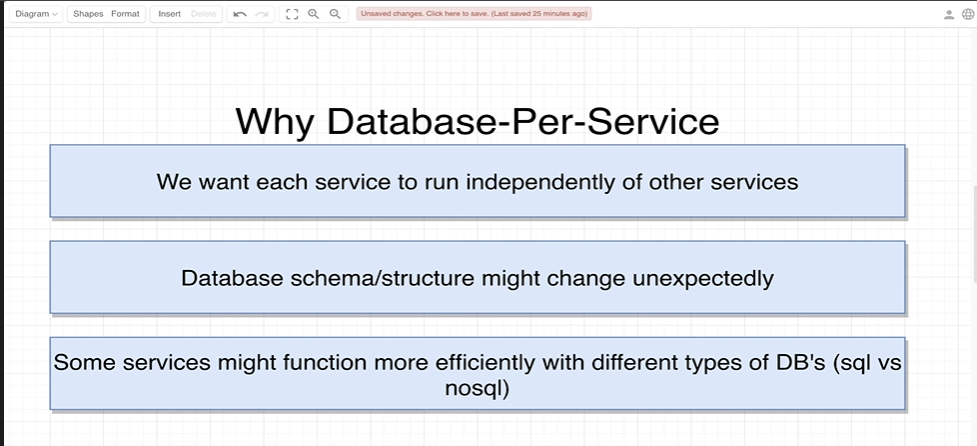 Diagram Shapes Format Insert Delete Unsaved changes. Click here to save. (Last saved 25 minutes ago)
Why Database-Per-Service
We want each service to run independently of other services
Database schema/structure might change unexpectedly
Some services might function more efficiently with different types of DB's (sql vs
nosql)